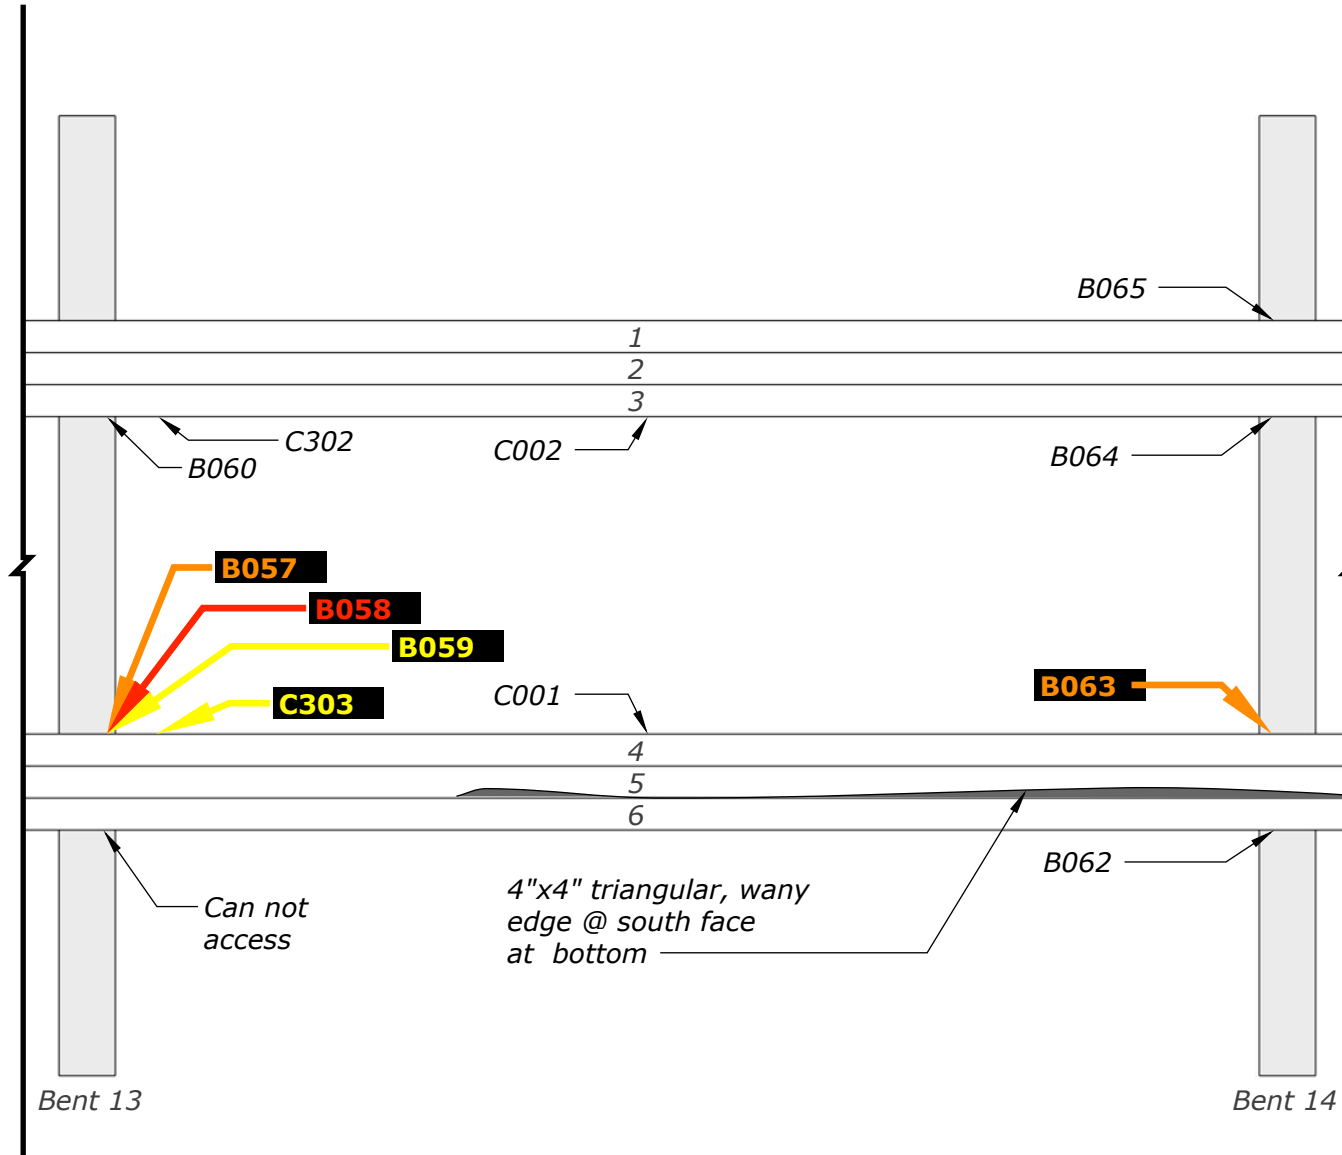 B065
1
2
3
C302
C002
B060
B064
B057
B058
B059
C303
C001
B063
4
5
6
B062
Can not
access
4"x4" triangular, wany
edge @ south face
at bottom
Bent 13
Bent 14